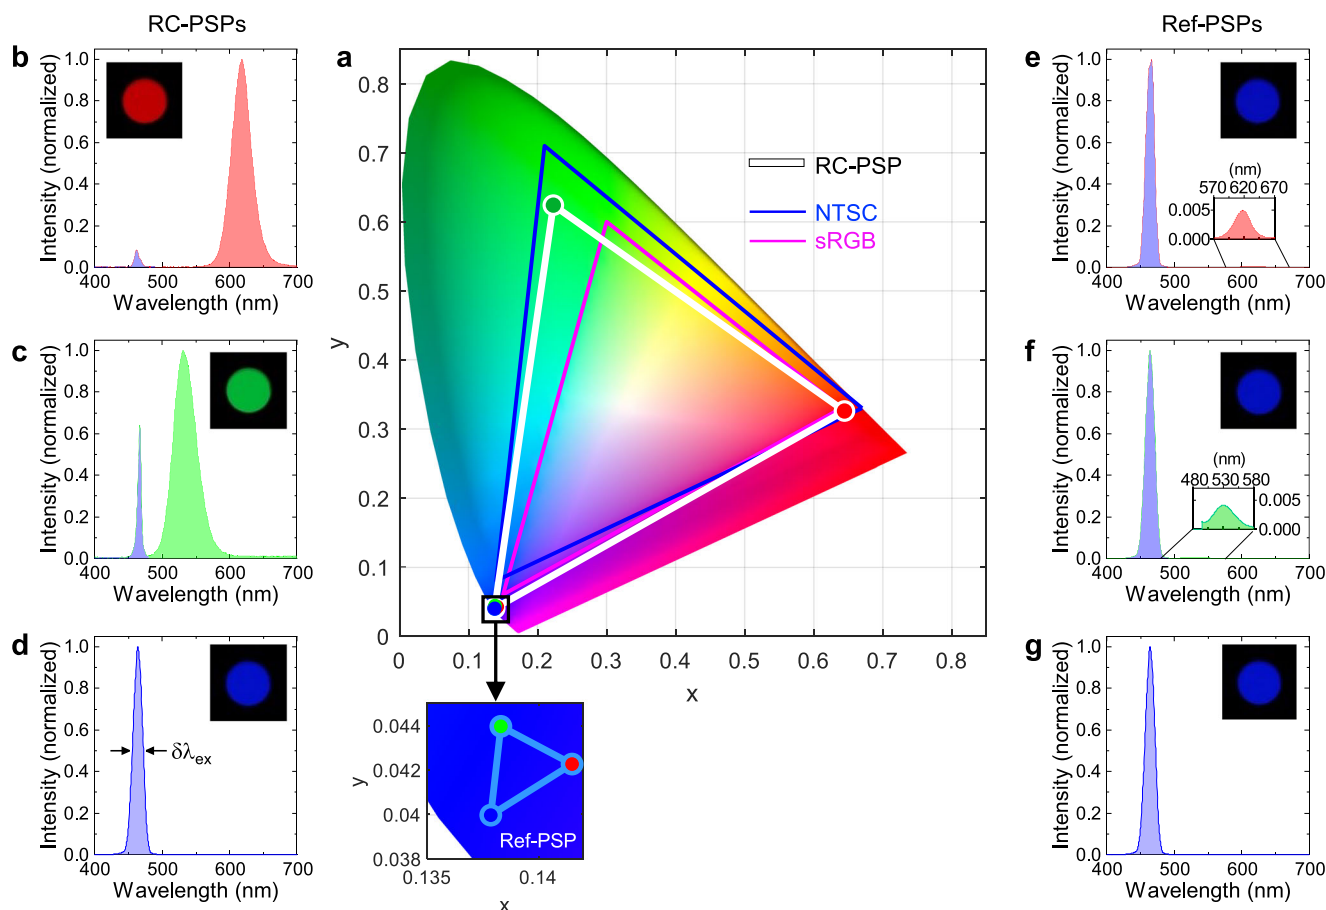 RC-PSPs
b
Intensity (normalized)
1.0
0.8
0.6
0.4
0.2
0.0
400 500 600 700
Wavelength (nm)
c
Intensity (normalized)
1.0
0.8
0.6
0.4
0.2
0.0
400 500 600 700
Wavelength (nm)
d
Intensity (normalized)
1.0
0.8
0.6
0.4
0.2
0.0
δλex
400 500 600 700
Wavelength (nm)
a
y
0.8
0.7
0.6
0.5
0.4
0.3
0.2
0.1
0
RC-PSP
NTSC
sRGB
0 0.1 0.2 0.3 0.4 0.5 0.6 0.7 0.8
x
y
0.044
0.042
0.04
0.038
Ref-PSP
0.135 0.14
x
Ref-PSPs
e
Intensity (normalized)
1.0
0.8
0.6
0.4
0.2
0.0
(nm)
570 620 670
0.005
0.000
400 500 600 700
Wavelength (nm)
f
Intensity (normalized)
1.0
0.8
0.6
0.4
0.2
0.0
(nm)
480 530 580
0.005
0.000
400 500 600 700
Wavelength (nm)
g
Intensity (normalized)
1.0
0.8
0.6
0.4
0.2
0.0
400 500 600 700
Wavelength (nm)